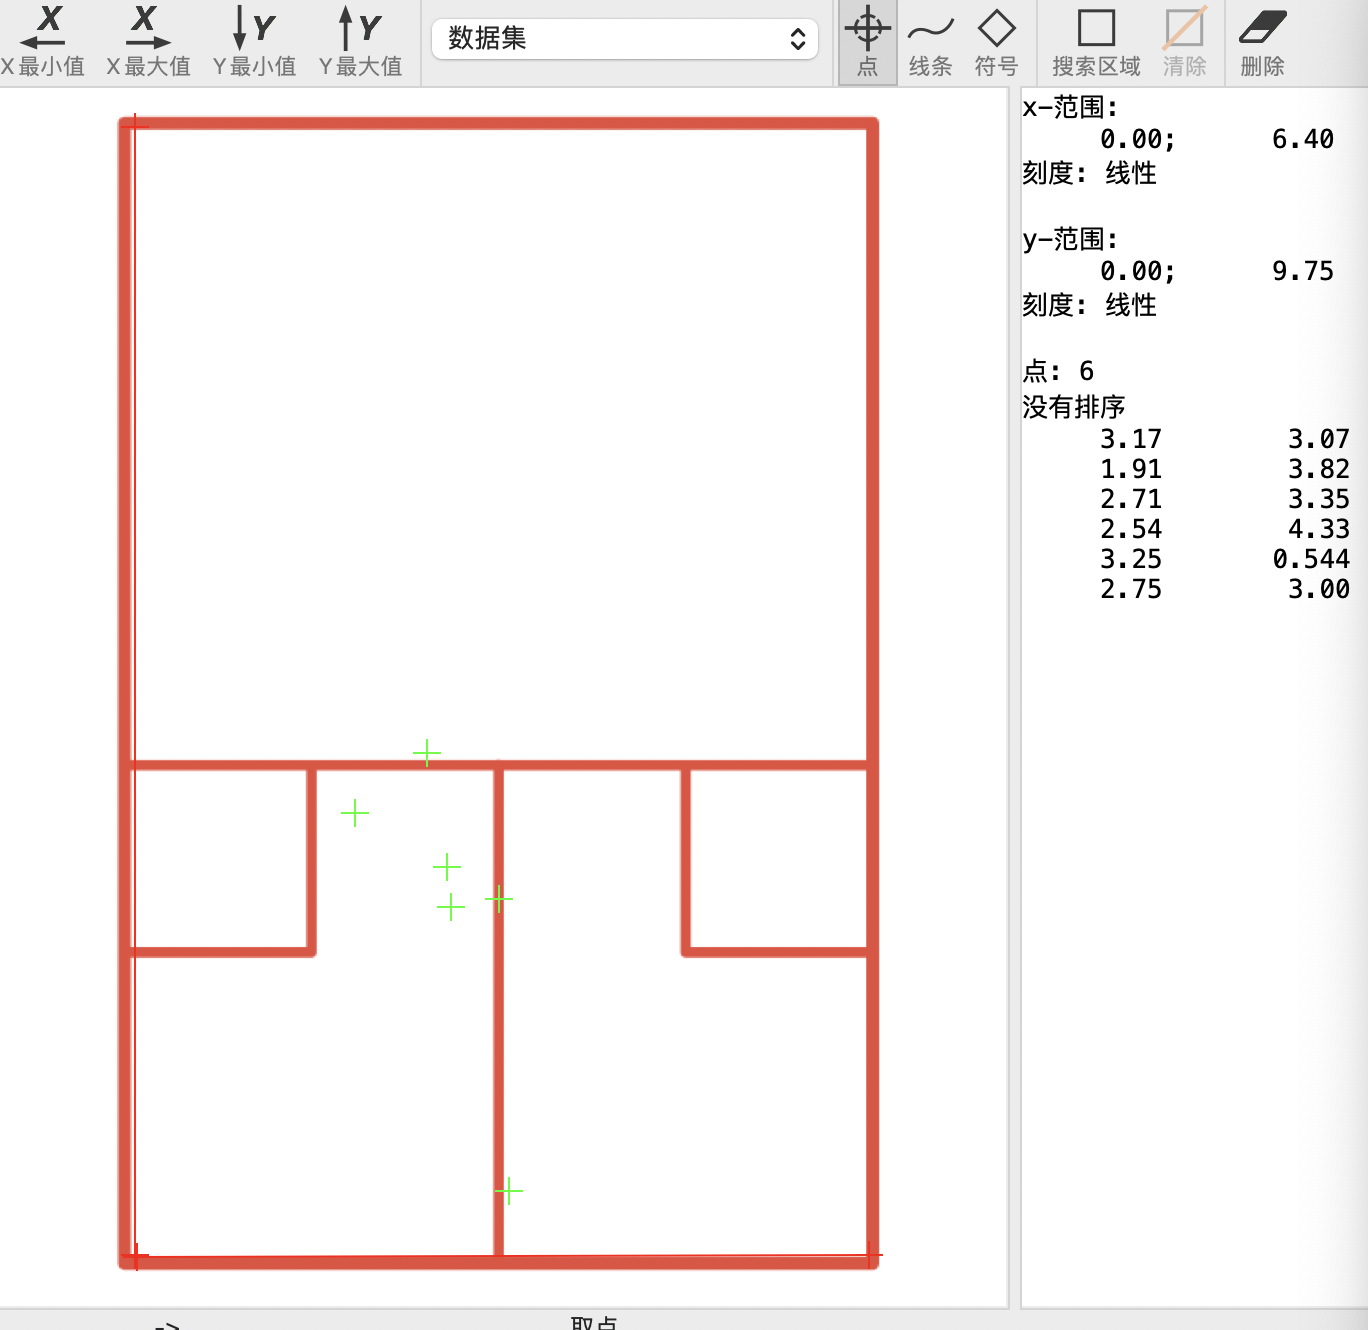 X
X
Y
Y
X 最小值
X 最大值
Y 最小值
Y 最大值
数据集
点
线条
符号
搜索区域
清除
删除
x-范围:
0.00; 6.40
刻度: 线性
y-范围:
0.00; 9.75
刻度: 线性
点: 6
没有排序
3.17 3.07
1.91 3.82
2.71 3.35
2.54 4.33
3.25 0.544
2.75 3.00
-> 取点